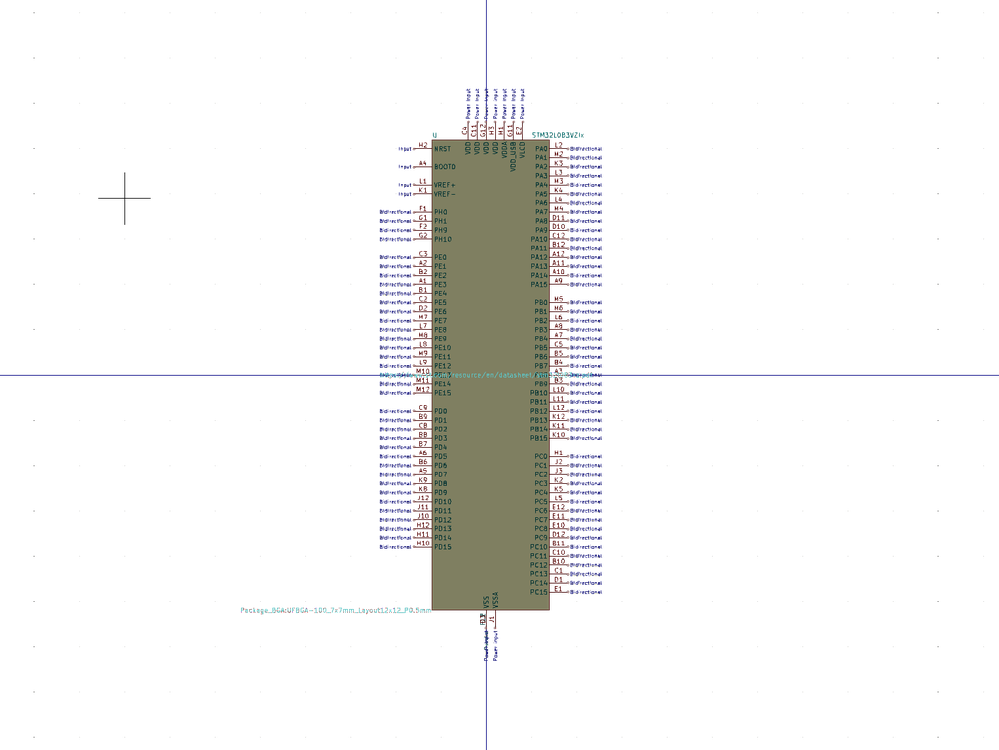 Power input Power input Power input Power input Power input Power input Power input
C4 C11 G12 H3 M1 G11 E2
U STM32L083VZIx
VDD VDD VDD VDD VDDA VDD_USB VLCD
Input H2 NRST
Input A4 BOOT0
Input L1 VREF+
Input K1 VREF-
Bidirectional F1 PH0
Bidirectional G1 PH1
Bidirectional F2 PH9
Bidirectional G2 PH10
Bidirectional C3 PE0
Bidirectional A2 PE1
Bidirectional B2 PE2
Bidirectional A1 PE3
Bidirectional B1 PE4
Bidirectional C2 PE5
Bidirectional D2 PE6
Bidirectional M7 PE7
Bidirectional L7 PE8
Bidirectional M8 PE9
Bidirectional L8 PE10
Bidirectional M9 PE11
Bidirectional L9 PE12
Bidirectional M10
Bidirectional M11 PE14
Bidirectional M12 PE15
Bidirectional C9 PD0
Bidirectional B9 PD1
Bidirectional C8 PD2
Bidirectional B8 PD3
Bidirectional B7 PD4
Bidirectional A6 PD5
Bidirectional B6 PD6
Bidirectional A5 PD7
Bidirectional K9 PD8
Bidirectional K8 PD9
Bidirectional J12 PD10
Bidirectional J11 PD11
Bidirectional J10 PD12
Bidirectional H12 PD13
Bidirectional H11 PD14
Bidirectional H10 PD15
PA0 L2 Bidirectional
PA1 M2 Bidirectional
PA2 K3 Bidirectional
PA3 L3 Bidirectional
PA4 M3 Bidirectional
PA5 K4 Bidirectional
PA6 L4 Bidirectional
PA7 M4 Bidirectional
PA8 D11 Bidirectional
PA9 D10 Bidirectional
PA10 C12 Bidirectional
PA11 B12 Bidirectional
PA12 A12 Bidirectional
PA13 A11 Bidirectional
PA14 A10 Bidirectional
PA15 A9 Bidirectional
PB0 M5 Bidirectional
PB1 M6 Bidirectional
PB2 L6 Bidirectional
PB3 A8 Bidirectional
PB4 A7 Bidirectional
PB5 C5 Bidirectional
PB6 B5 Bidirectional
PB7 B4 Bidirectional
A3 Bidirectional
PB9 B3 Bidirectional
PB10 L10 Bidirectional
PB11 L11 Bidirectional
PB12 L12 Bidirectional
PB13 K12 Bidirectional
PB14 K11 Bidirectional
PB15 K10 Bidirectional
PC0 H1 Bidirectional
PC1 J2 Bidirectional
PC2 J3 Bidirectional
PC3 K2 Bidirectional
PC4 K5 Bidirectional
PC5 L5 Bidirectional
PC6 E12 Bidirectional
PC7 E11 Bidirectional
PC8 E10 Bidirectional
PC9 D12 Bidirectional
PC10 B11 Bidirectional
PC11 C10 Bidirectional
PC12 B10 Bidirectional
PC13 C1 Bidirectional
PC14 D1 Bidirectional
PC15 E1 Bidirectional
resource/en/datasheet
VSS VSSA
Package_BGA:UFBGA-100_7x7mm_Layout12x12_P0.5mm
J1
Power input